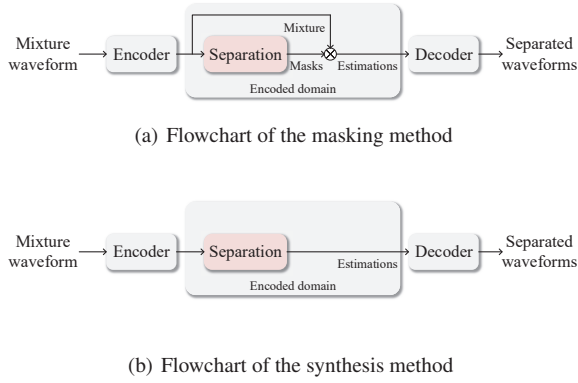 Mixture
waveform
Encoder
Separation
Mixture
Masks
Estimations
Encoded domain
Decoder
Separated
waveforms
(a) Flowchart of the masking method
Mixture
waveform
Encoder
Separation
Estimations
Encoded domain
Decoder
Separated
waveforms
(b) Flowchart of the synthesis method